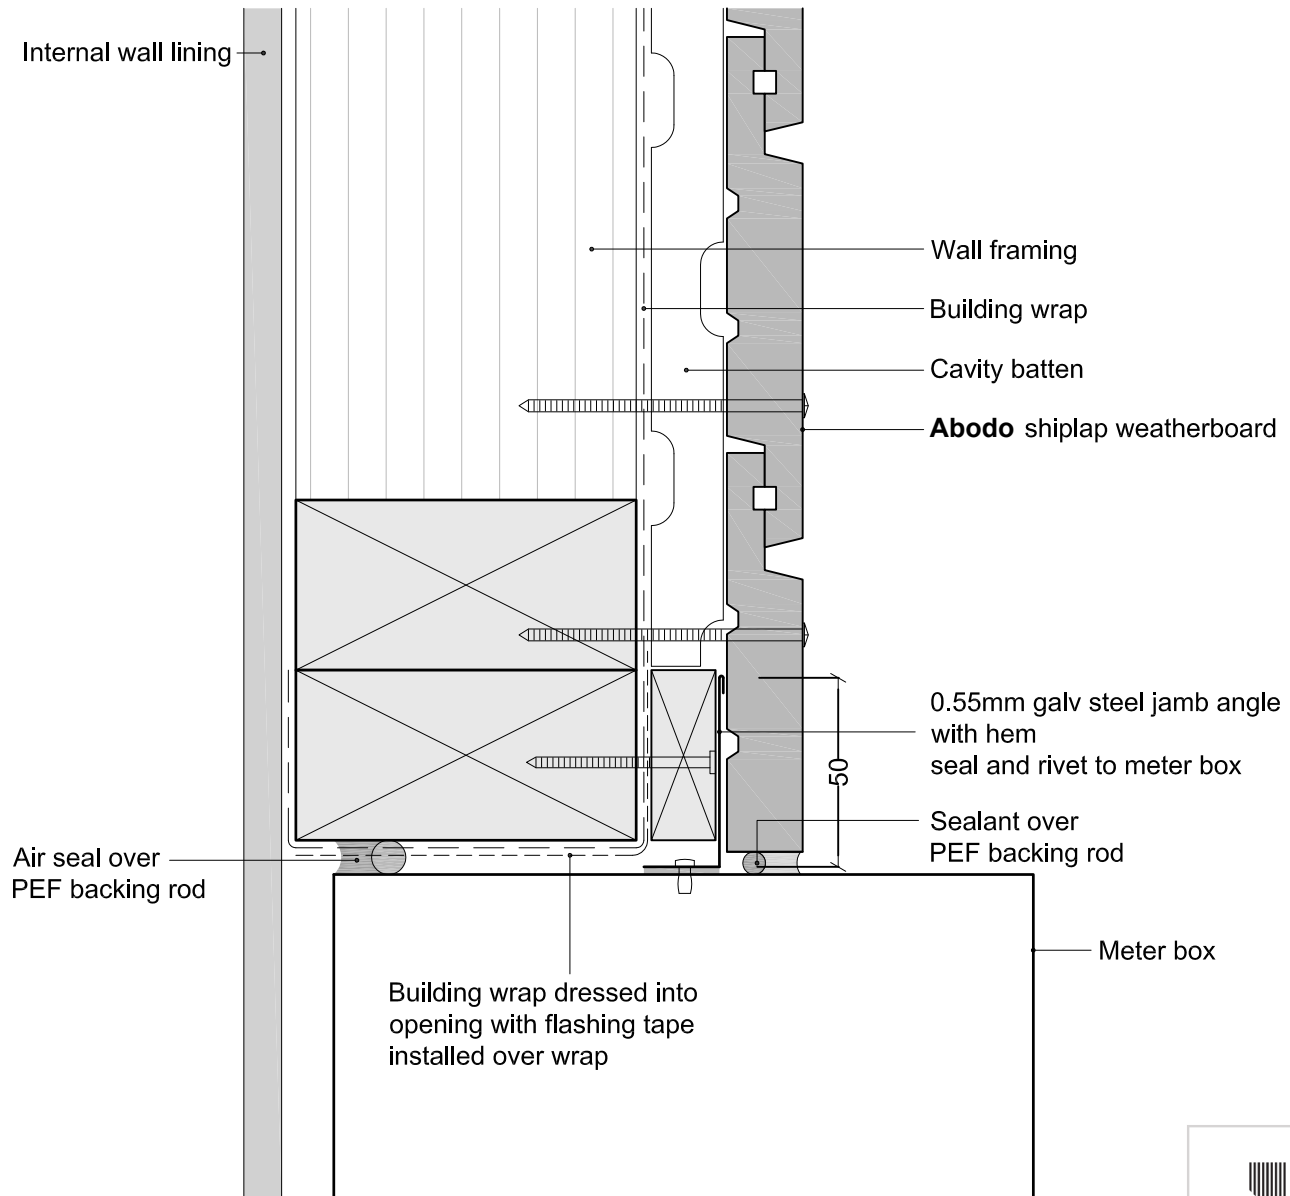 Internal wall lining
Wall framing
Building wrap
Cavity batten
Abodo shiplap weatherboard
0.55mm galv steel jamb angle
with hem
seal and rivet to meter box
50
Sealant over
PEF backing rod
Air seal over
PEF backing rod
Meter box
Building wrap dressed into
opening with flashing tape
installed over wrap